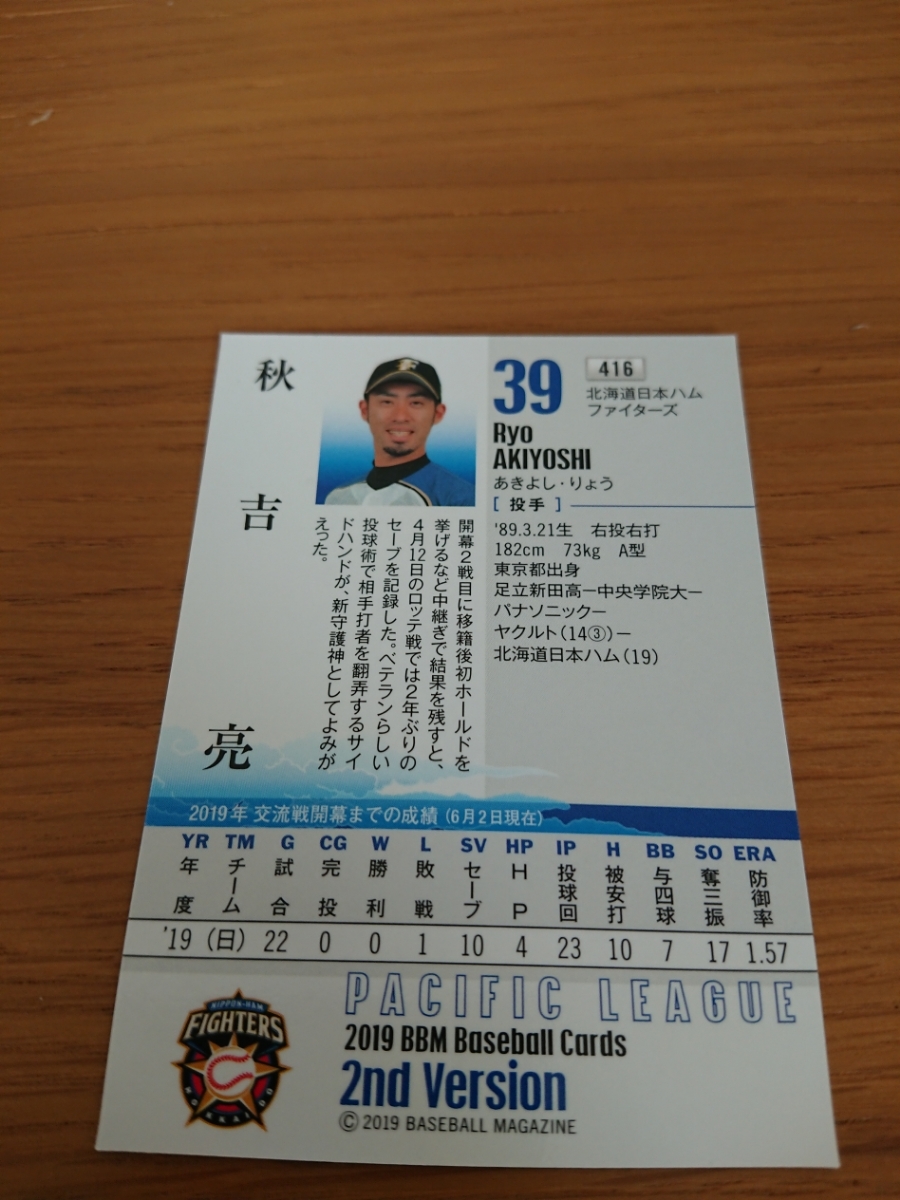 秋吉亮
39
416
北海道日本ハム
ファイターズ
Ryo
AKIYOSHI
あきよし・りょう
[ 投手 ]
'89.3.21生 右投右打
182cm 73kg A型
東京都出身
足立新田高ー中央学院大ー
パナソニックー
ヤクルト(14③)ー
北海道日本ハム(19)
開幕2戦目に移籍後初ホールドを
挙げるなど中継ぎで結果を残すと、
4月12日のロッテ戦では2年ぶりの
セーブを記録した。ベテランらしい
投球術で相手打者を翻弄するサイ
ドハンドが、新守護神としてよみが
えった。
2019年 交流戦開幕までの成績 (6月2日現在)
YR TM G CG W L SV HP IP H BB SO ERA
年度 チーム 試合 完投 勝利 敗戦 セーブ HP 投球回 被安打 与四球 奪三振 防御率
'19 (日) 22 0 0 1 10 4 23 10 7 17 1.57
PACIFIC LEAGUE
2019 BBM Baseball Cards
2nd Version
© 2019 BASEBALL MAGAZINE
NIPPON-HAM
FIGHTERS
HOKKAIDO